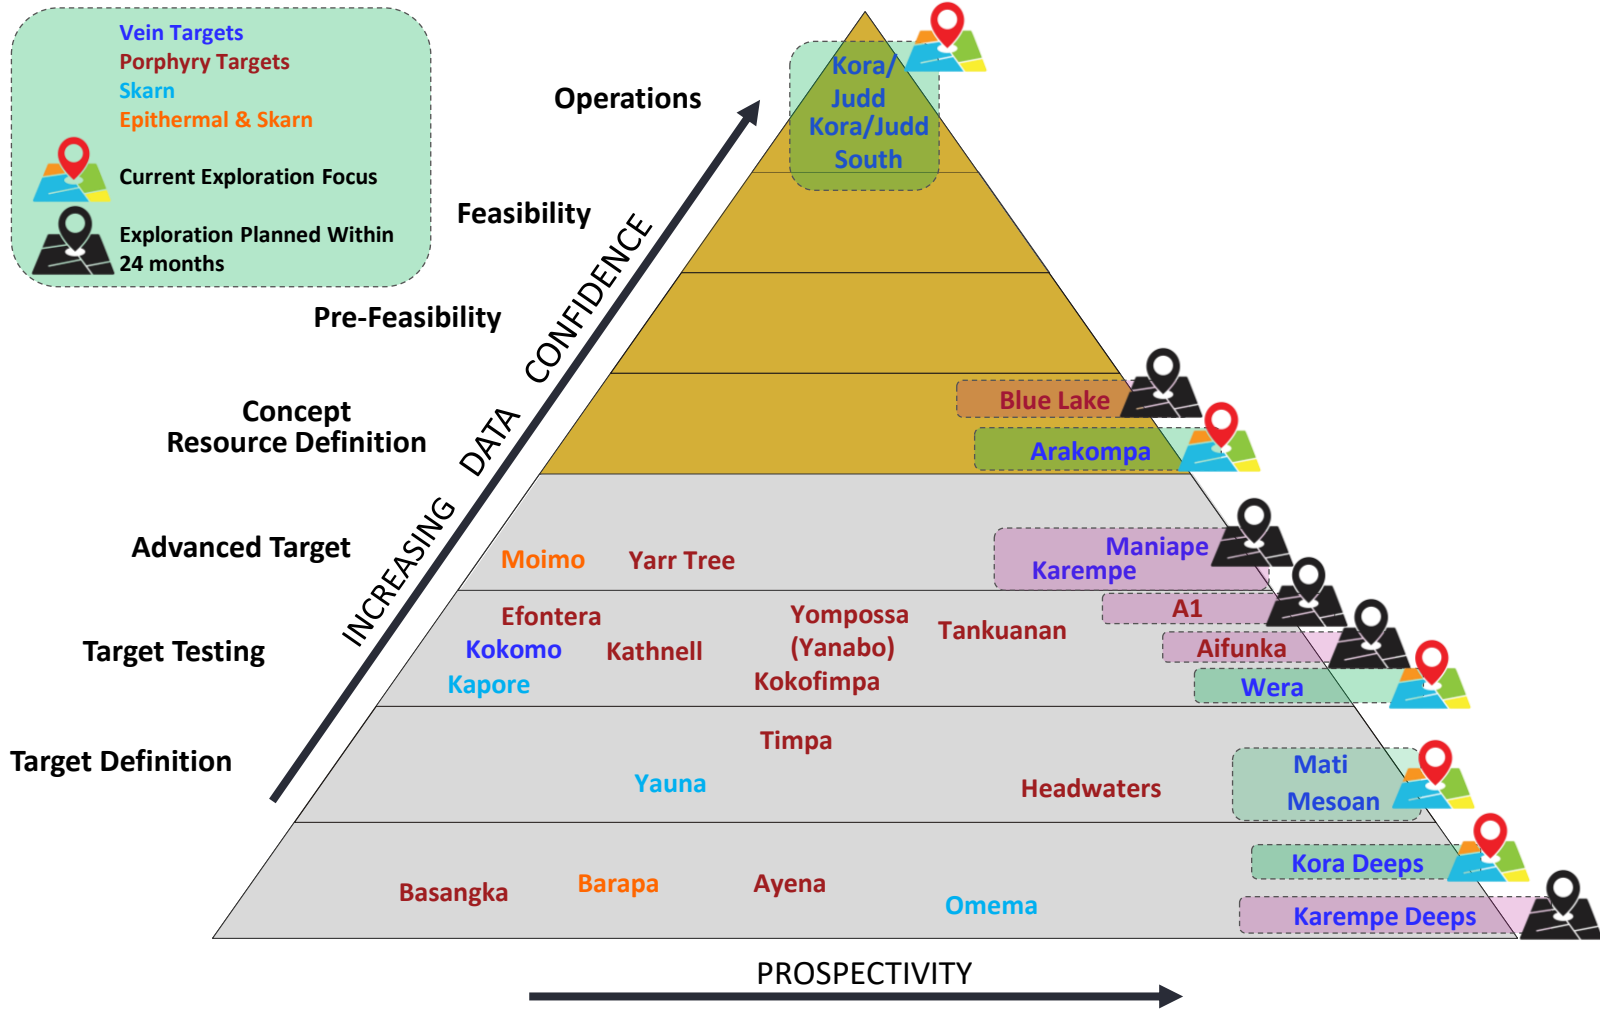 Vein Targets
Porphyry Targets
Skarn
Epithermal & Skarn
Current Exploration Focus
Exploration Planned Within
24 months
Operations
Kora/
Judd
Kora/Judd
South
Feasibility
Pre-Feasibility
Concept
Resource Definition
Blue Lake
Arakompa
INCREASING DATA CONFIDENCE
Advanced Target
Moimo
Yarr Tree
Maniape
Karempe
Target Testing
Efontera
Kokomo
Kapore
Kathnell
Yompossa
(Yanabo)
Kokofimpa
Tankuanan
A1
Aifunka
Wera
Target Definition
Timpa
Yauna
Headwaters
Mati
Mesoan
Basangka
Barapa
Ayena
Omema
Kora Deeps
Karempe Deeps
PROSPECTIVITY